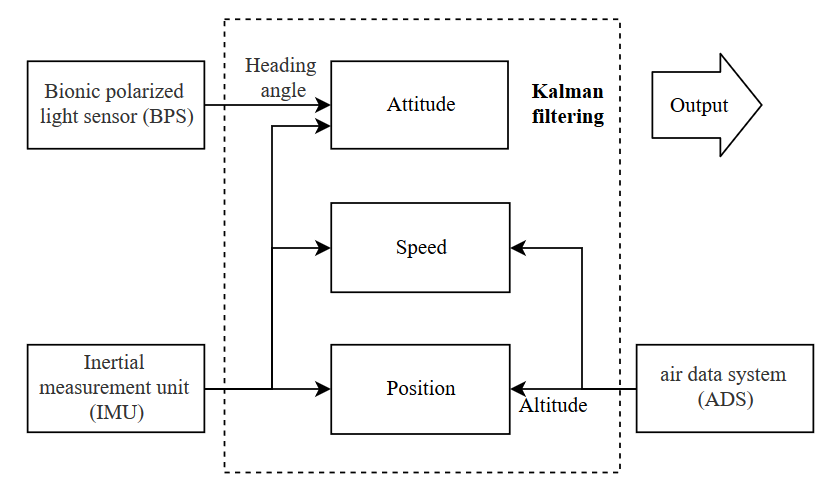 Bionic polarized
light sensor (BPS)
Heading
angle
Attitude
Kalman
filtering
Output
Speed
Inertial
measurement unit
(IMU)
Position
Altitude
air data system
(ADS)